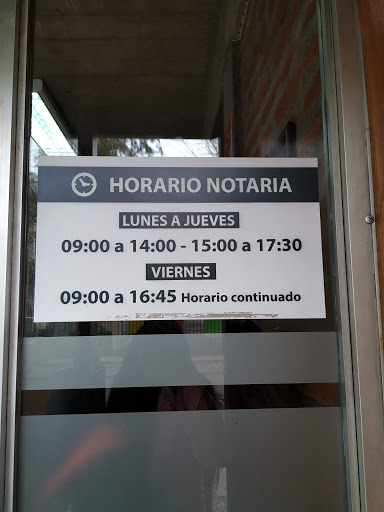 HORARIO NOTARIA
LUNES A JUEVES
09:00 a 14:00 - 15:00 a 17:30
VIERNES
09:00 a 16:45 Horario continuado